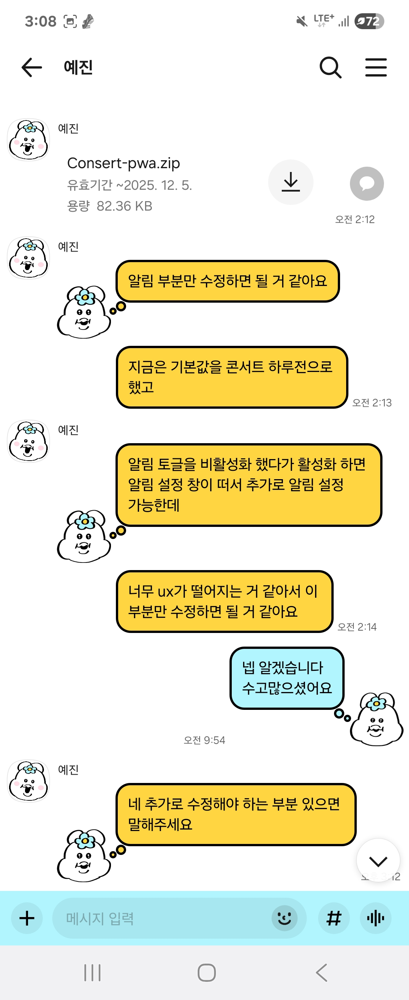 3:08
LTE+
72
예진
예진
Consert-pwa.zip
유효기간 ~2025. 12. 5.
용량 82.36 KB
오전 2:12
예진
알림 부분만 수정하면 될 거 같아요
지금은 기본값을 콘서트 하루전으로
했고
오전 2:13
예진
알림 토글을 비활성화 했다가 활성화 하면
알림 설정 창이 떠서 추가로 알림 설정
가능한데
너무 ux가 떨어지는 거 같아서 이
부분만 수정하면 될 거 같아요
오전 2:14
넵 알겠습니다
수고많으셨어요
오전 9:54
예진
네 추가로 수정해야 하는 부분 있으면
말해주세요
오후 3:12
메시지 입력
#